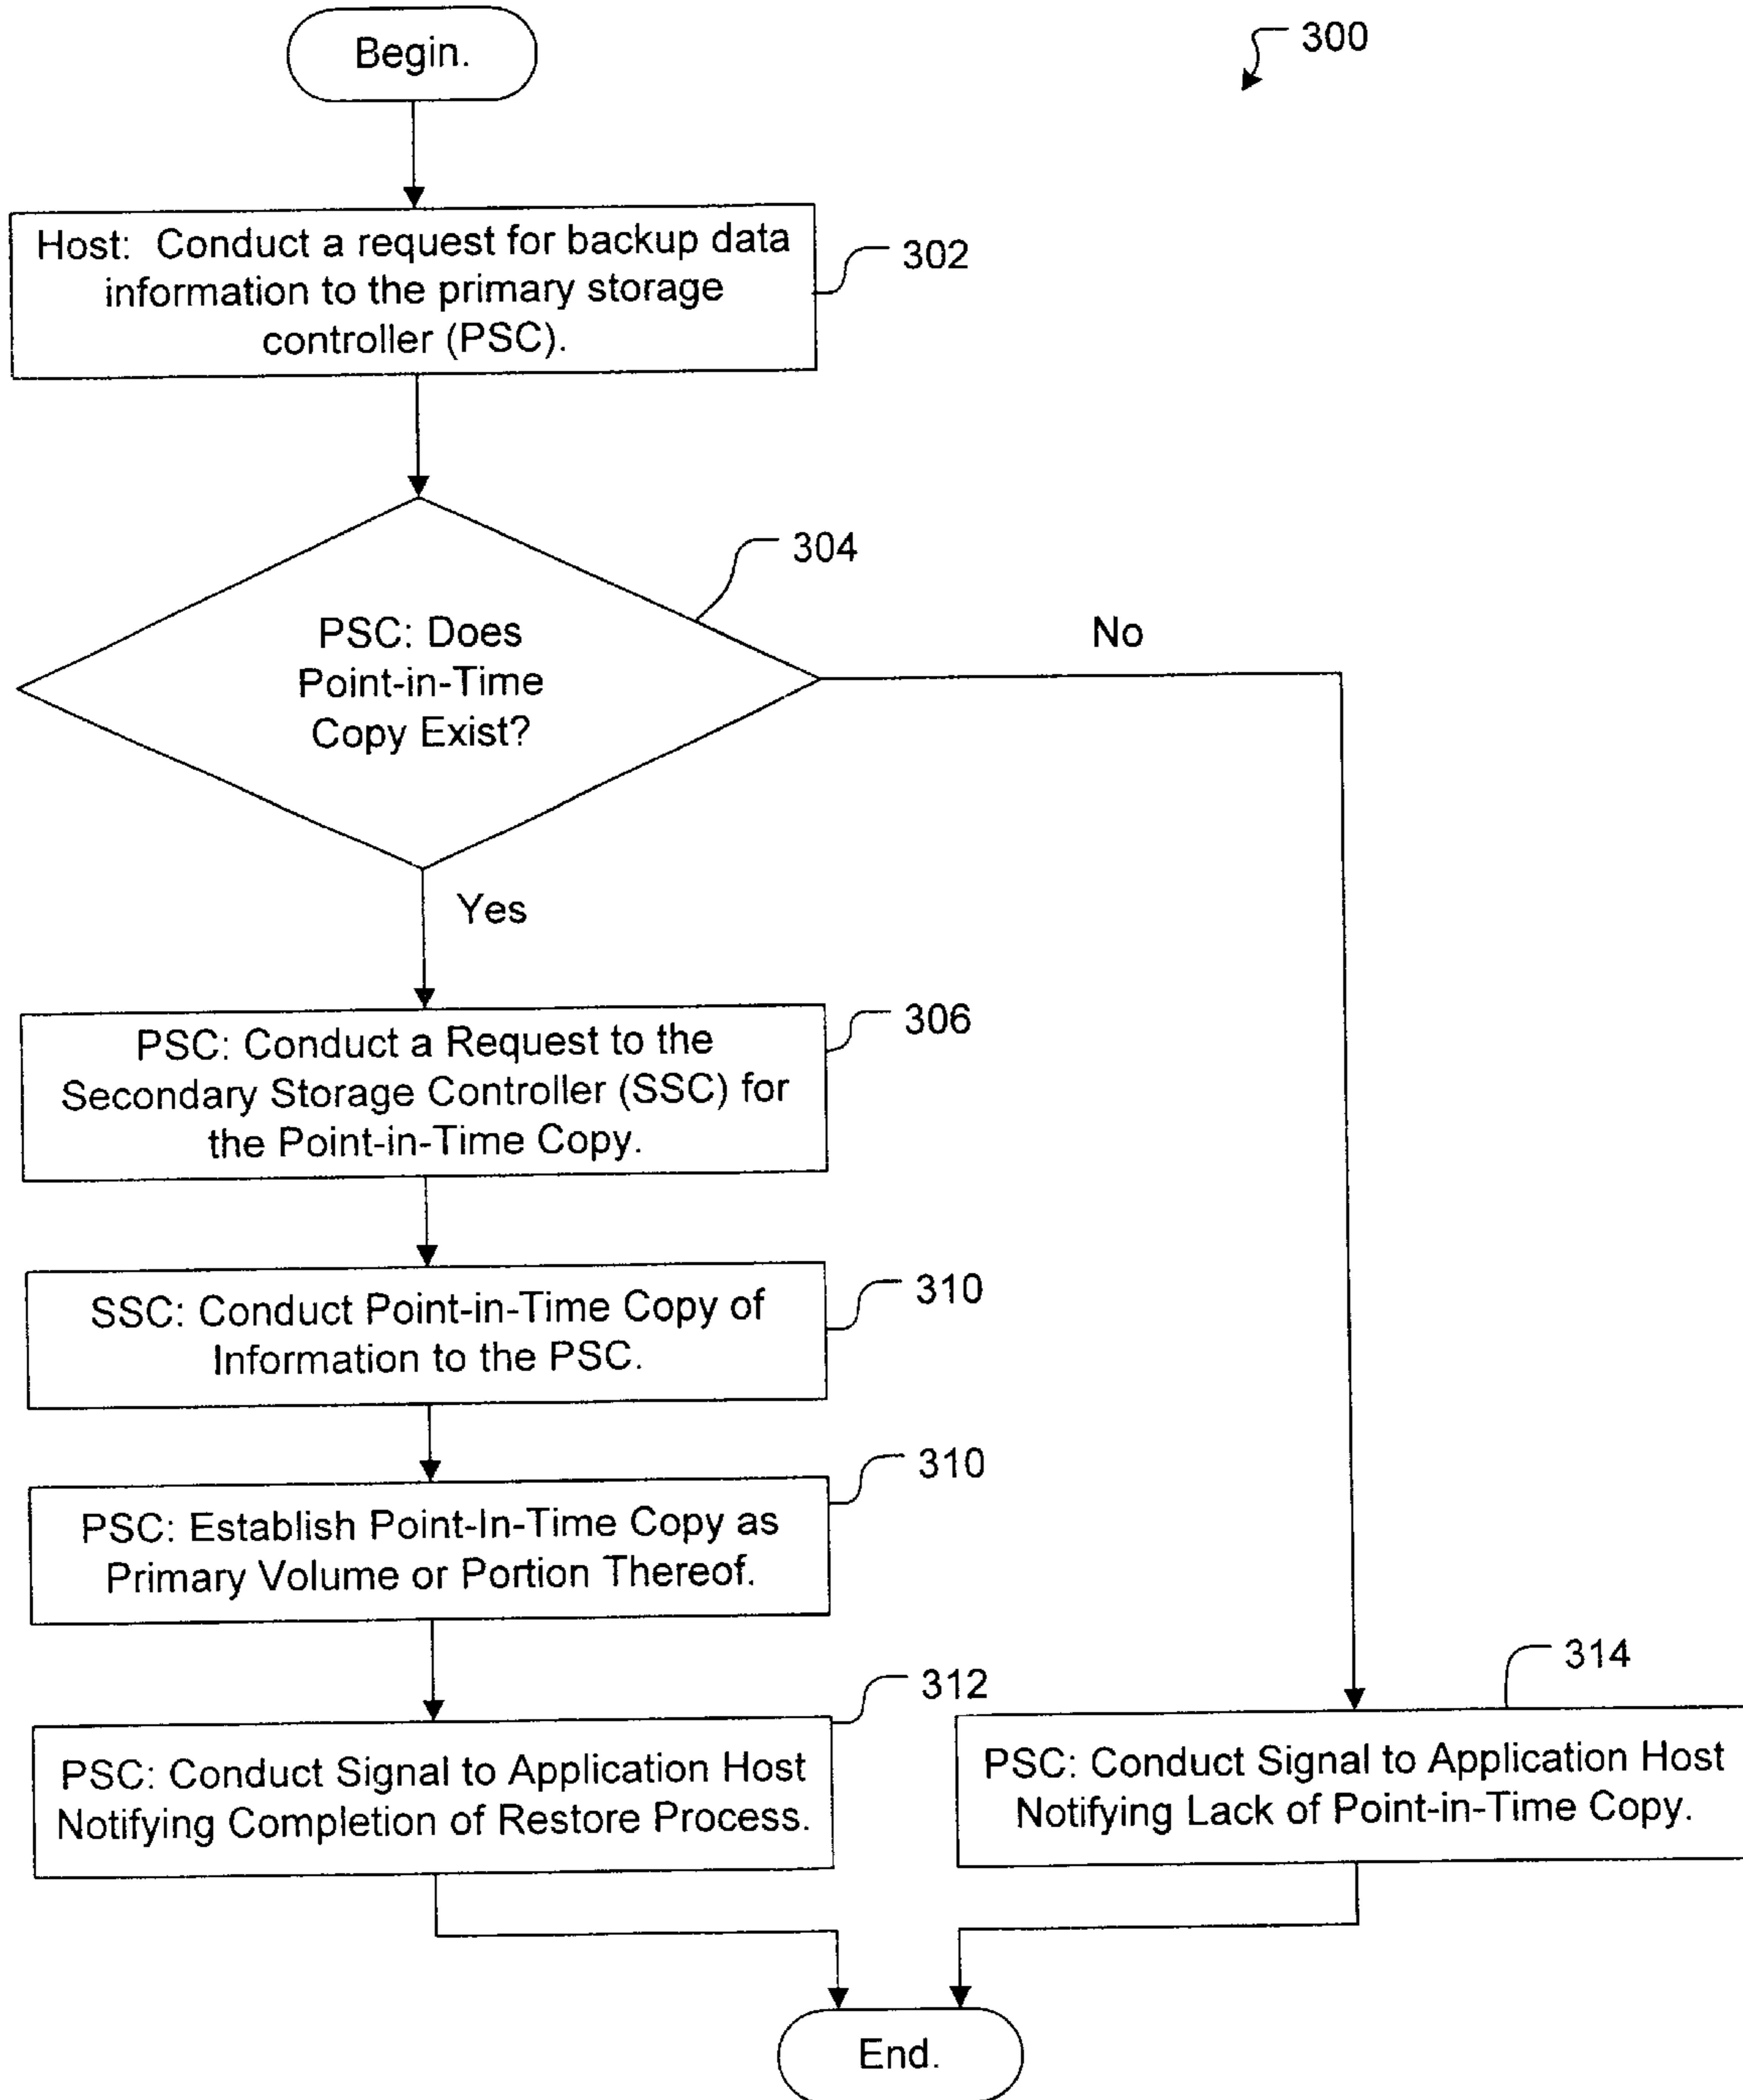 Begin.
300
Host: Conduct a request for backup data
information to the primary storage
controller (PSC).
302
304
PSC: Does
Point-in-Time
Copy Exist?
No
Yes
306
PSC: Conduct a Request to the
Secondary Storage Controller (SSC) for
the Point-in-Time Copy.
310
SSC: Conduct Point-in-Time Copy of
Information to the PSC.
310
PSC: Establish Point-In-Time Copy as
Primary Volume or Portion Thereof.
312
PSC: Conduct Signal to Application Host
Notifying Completion of Restore Process.
314
PSC: Conduct Signal to Application Host
Notifying Lack of Point-in-Time Copy.
End.